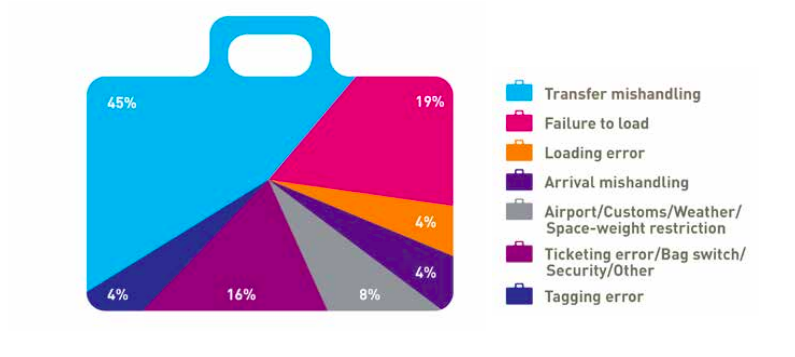 45%
19%
4%
4%
8%
16%
4%
Transfer mishandling
Failure to load
Loading error
Arrival mishandling
Airport/Customs/Weather/
Space-weight restriction
Ticketing error/Bag switch/
Security/Other
Tagging error